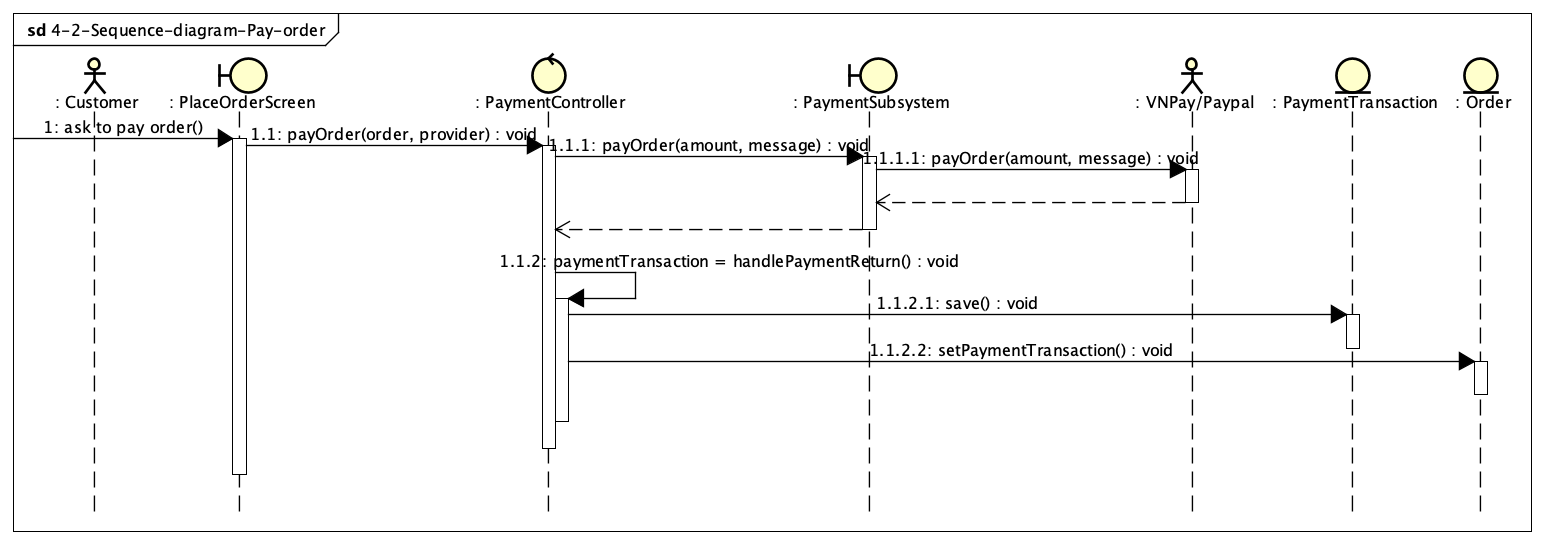 sd 4-2-Sequence-diagram-Pay-order
: Customer
: PlaceOrderScreen
: PaymentController
: PaymentSubsystem
: VNPay/Paypal
: PaymentTransaction
: Order
1: ask to pay order()
1.1: payOrder(order, provider) : void
1.1.1: payOrder(amount, message) : void
1.1.1.1: payOrder(amount, message) : void
1.1.2: paymentTransaction = handlePaymentReturn() : void
1.1.2.1: save() : void
1.1.2.2: setPaymentTransaction() : void